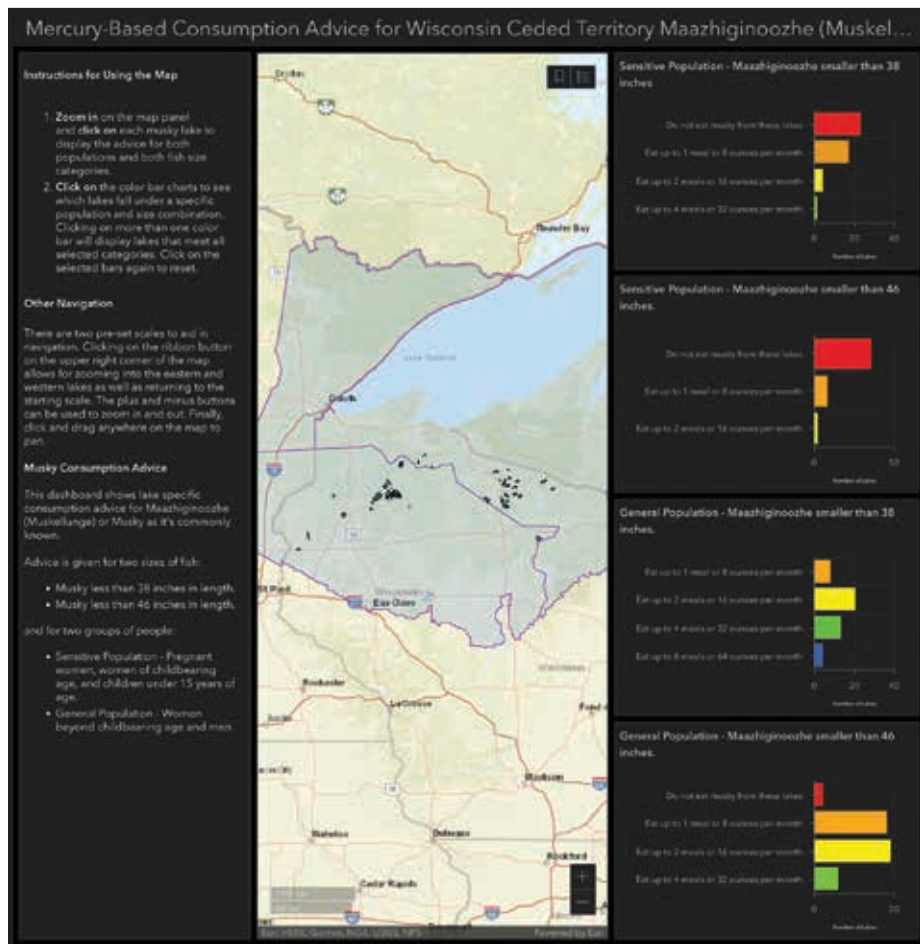 Mercury-Based Consumption Advice for Wisconsin Ceded Territory Maazhiginoozhe (Muskel...
Instructions for Using the Map
1. Zoom in on the map panel
and click on each musky lake to
display the advice for both
populations and both fish size
categories.
2. Click on the color bar charts to see
which lakes fall under a specific
population and size combination.
Clicking on more than one color
bar will display lakes that meet all
selected categories. Click on the
selected bars again to reset.
Other Navigation
There are two pre-set scales to aid in
navigation. Clicking on the ribbon button
on the upper right corner of the map
allows for zooming into the eastern and
western lakes as well as returning to the
starting scale. The plus and minus buttons
can be used to zoom in and out. Finally,
click and drag anywhere on the map to
pan.
Musky Consumption Advice
This dashboard shows lake specific
consumption advice for Maazhiginoozhe
(Muskellunge) or Musky as it's commonly
known.
Advice is given for two sizes of fish:
• Musky less than 38 inches in length.
• Musky less than 46 inches in length.
and for two groups of people:
• Sensitive Population - Pregnant
women, women of childbearing
age, and children under 15 years of
age.
• General Population - Women
beyond childbearing age and men.
Thunder Bay
Lake Superior
Duluth
St Paul
Wisconsin
Eau Claire
Rochester
La Crosse
Fond
Madison
Waterloo
Dubuque
Rockford
Cedar Rapids
Esri, HERE, Garmin, NGA, USGS, NPS
Powered by Esri
Sensitive Population - Maazhiginoozhe smaller than 38
inches
Do not eat musky from these lakes
Eat up to 1 meal or 8 ounces per month
Eat up to 2 meals or 16 ounces per month
Eat up to 4 meals or 32 ounces per month
0 20 40
Number of Lakes
Sensitive Population - Maazhiginoozhe smaller than 46
inches.
Do not eat musky from these lakes
Eat up to 1 meal or 8 ounces per month
Eat up to 2 meals or 16 ounces per month
0 50
Number of Lakes
General Population - Maazhiginoozhe smaller than 38
inches.
Eat up to 1 meal or 8 ounces per month
Eat up to 2 meals or 16 ounces per month
Eat up to 4 meals or 32 ounces per month
Eat up to 8 meals or 64 ounces per month
0 20 40
Number of Lakes
General Population - Maazhiginoozhe smaller than 46
inches.
Do not eat musky from these lakes
Eat up to 1 meal or 8 ounces per month
Eat up to 2 meals or 16 ounces per month
Eat up to 4 meals or 32 ounces per month
0 20
Number of Lakes